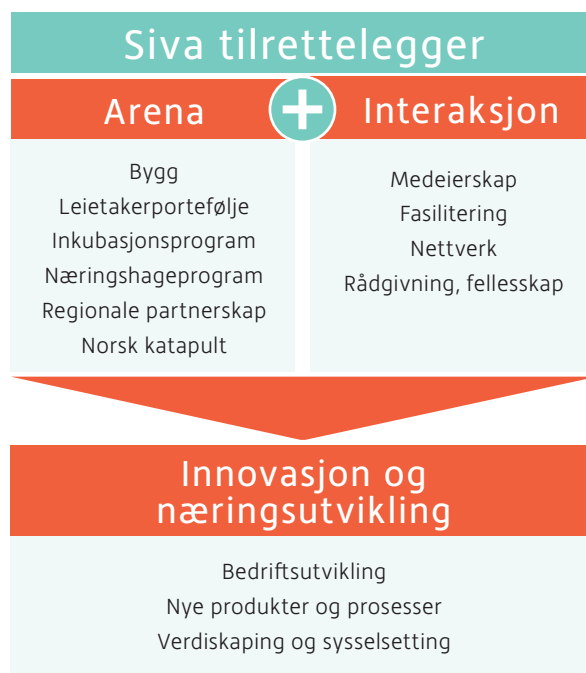 Siva tilrettelegger
Arena + Interaksjon
Bygg
Leietakerportefølje
Inkubasjonsprogram
Næringshageprogram
Regionale partnerskap
Norsk katapult
Medeierskap
Fasilitering
Nettverk
Rådgivning, fellesskap
Innovasjon og
næringsutvikling
Bedriftsutvikling
Nye produkter og prosesser
Verdiskaping og sysselsetting